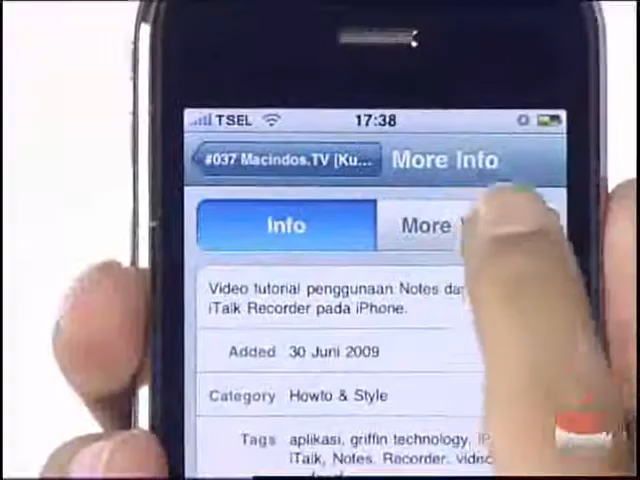 TSEL 17:38
#037 Macindos.TV [Ku... More Info
Info More
Video tutorial penggunaan Notes
iTalk Recorder pada iPhone.
Added 30 Juni 2009
Category Howto & Style
Tags aplikasi, griffin technology,
iTalk, Notes, Recorder,